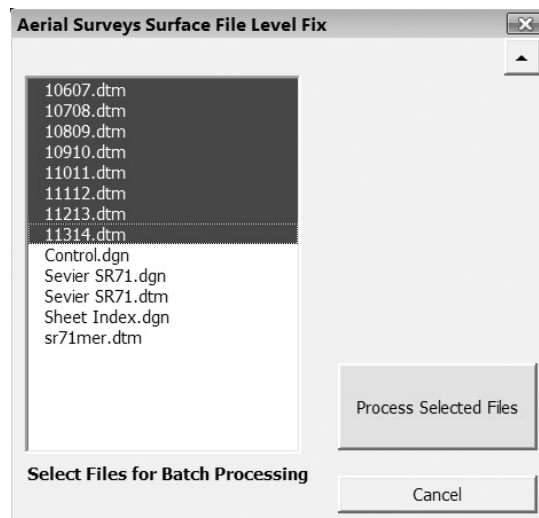 Aerial Surveys Surface File Level Fix
10607.dtm
10708.dtm
10809.dtm
10910.dtm
11011.dtm
11112.dtm
11213.dtm
11314.dtm
Control.dgn
Sevier SR71.dgn
Sevier SR71.dtm
Sheet Index.dgn
sr71mer.dtm
Process Selected Files
Select Files for Batch Processing
Cancel